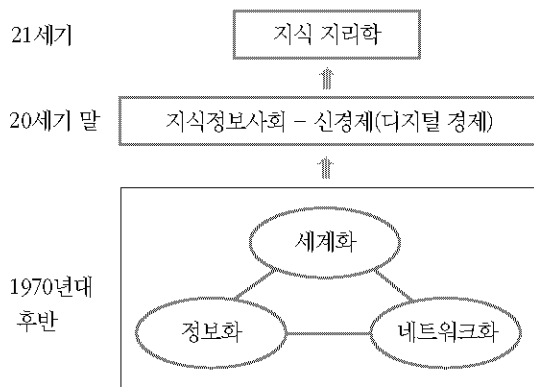 21세기
지식 지리학
20세기 말
지식정보사회 – 신경제(디지털 경제)
세계화
1970년대
후반
정보화
네트워크화